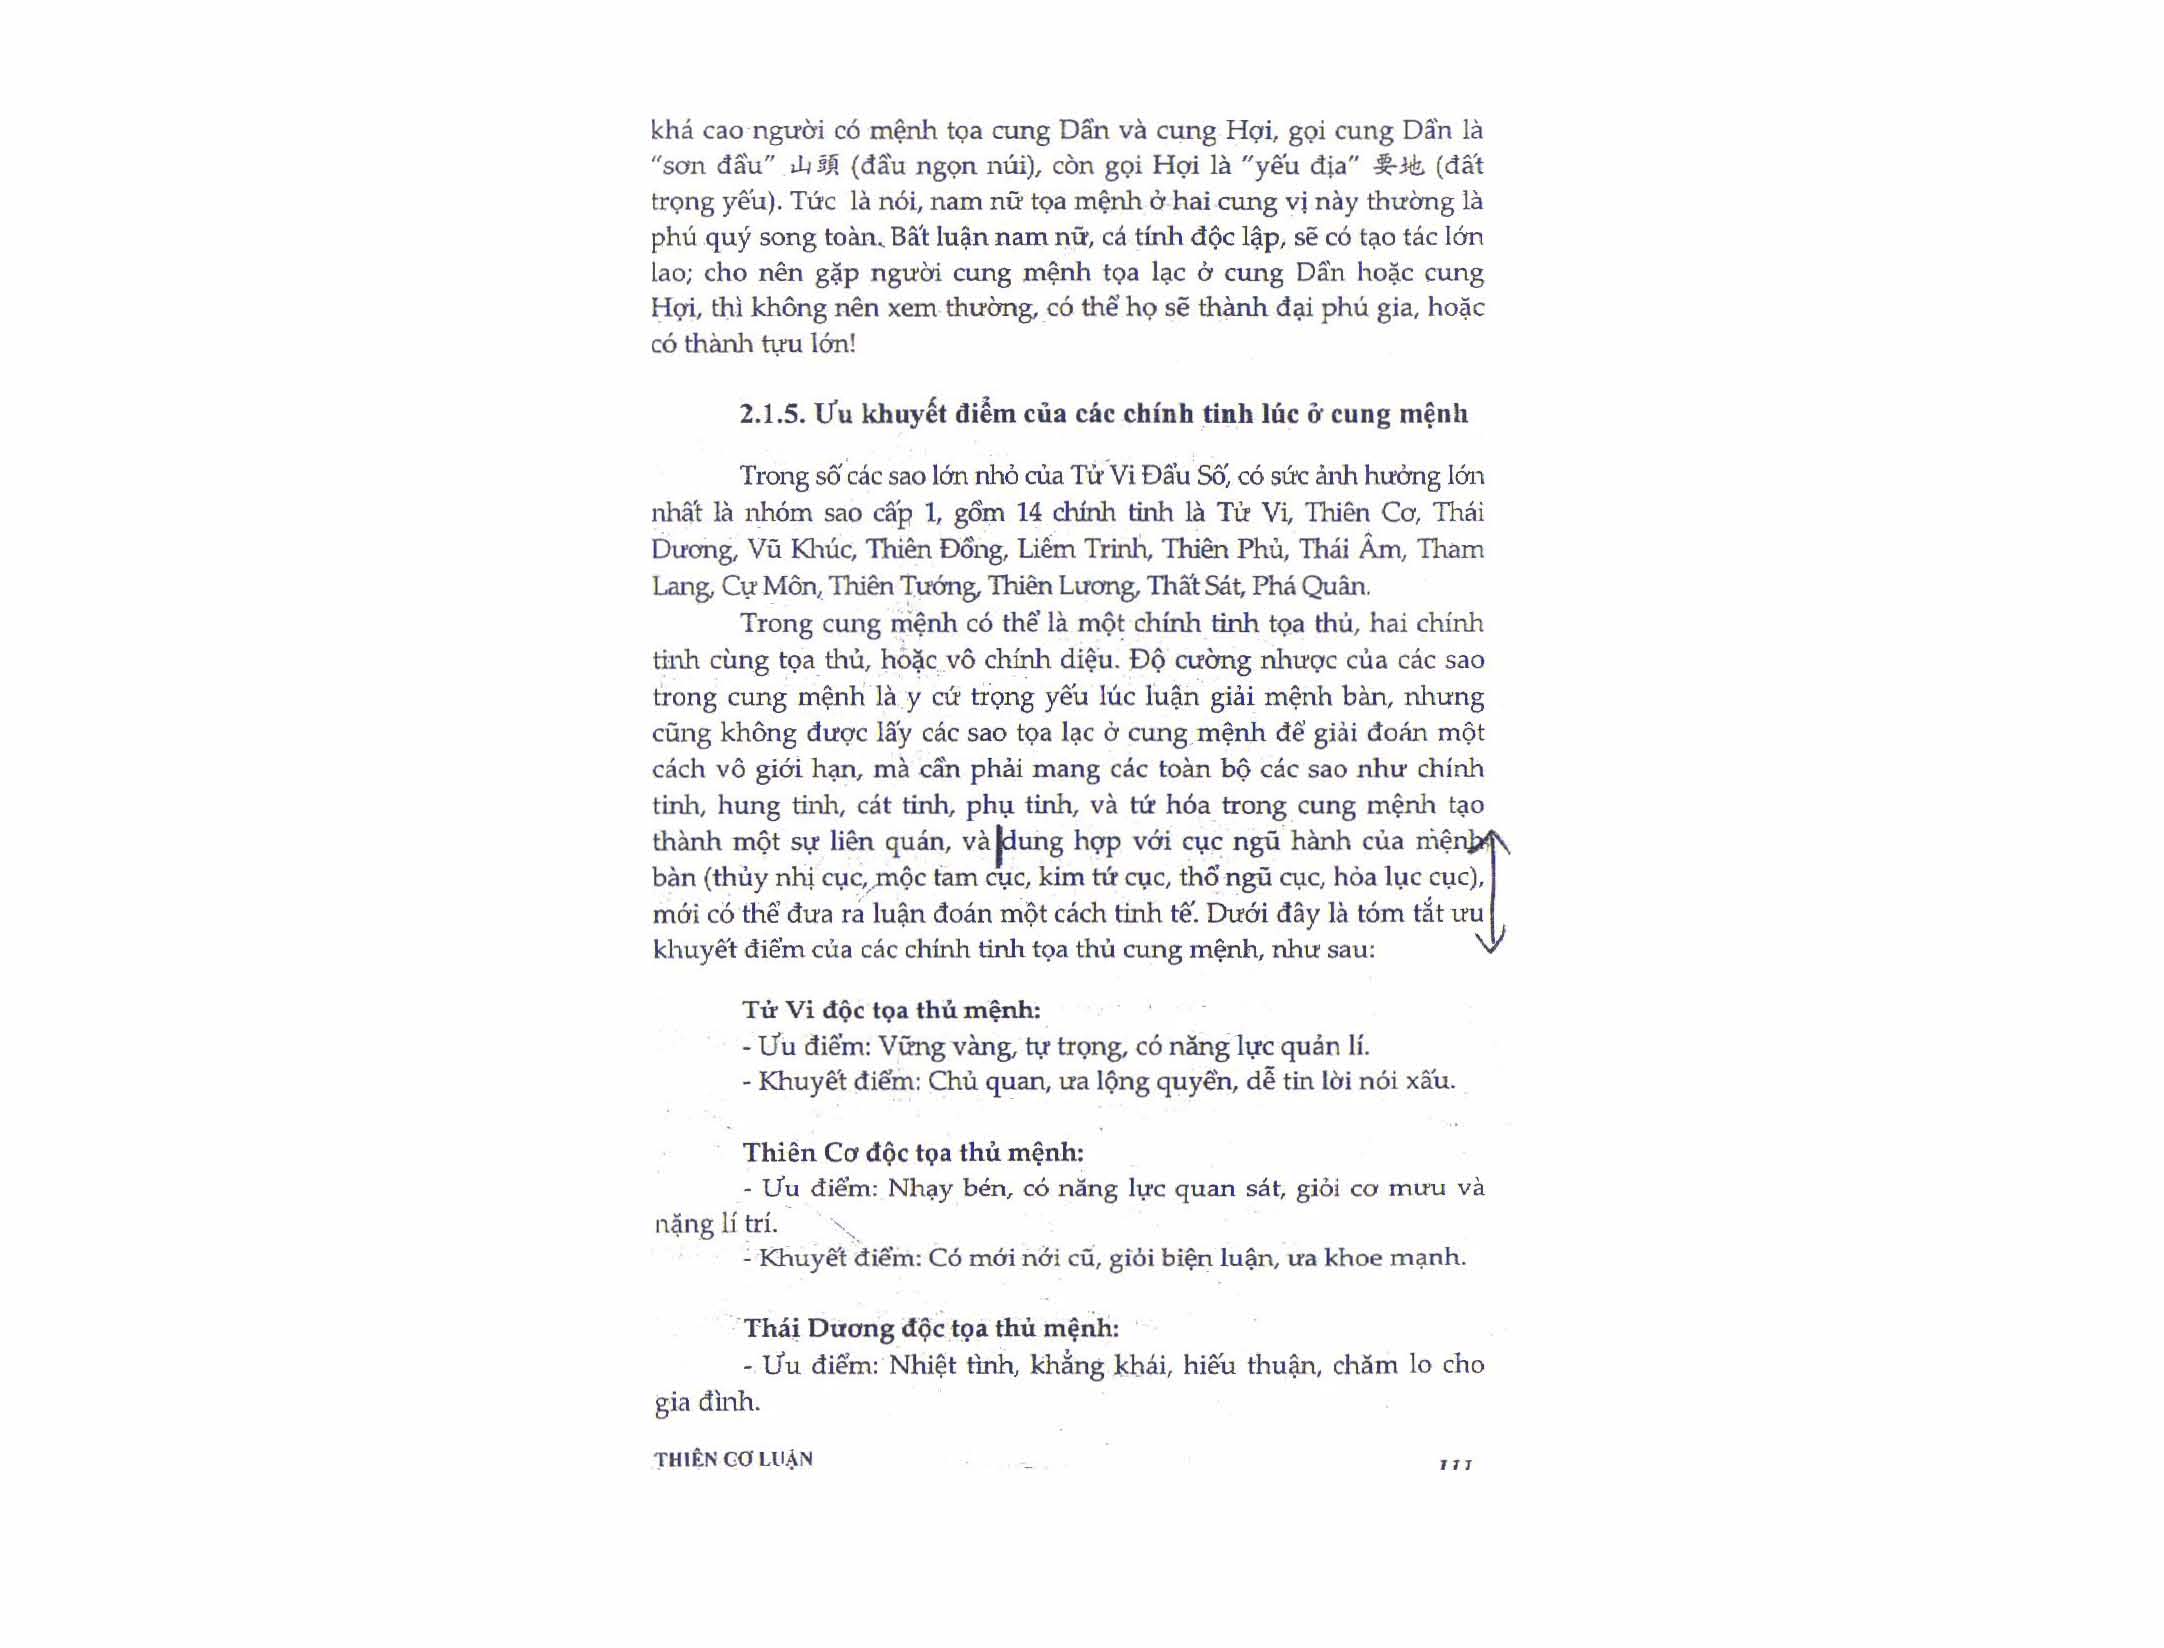 khá cao người có mệnh tọa cung Dần và cung Hợi, gọi cung Dần là
"sơn đầu" 山頭 (đầu ngọn núi), còn gọi Hợi là "yếu địa" 要地 (đất
trọng yếu). Tức là nói, nam nữ tọa mệnh ở hai cung vị này thường là
phú quý song toàn. Bất luận nam nữ, cá tính độc lập, sẽ có tạo tác lớn
lao; cho nên gặp người cung mệnh tọa lạc ở cung Dần hoặc cung
Hợi, thì không nên xem thường, có thể họ sẽ thành đại phú gia, hoặc
có thành tựu lớn!
2.1.5. Ưu khuyết điểm của các chính tinh lúc ở cung mệnh
Trong số các sao lớn nhỏ của Tử Vi Đẩu Số, có sức ảnh hưởng lớn
nhất là nhóm sao cấp 1, gồm 14 chính tinh là Tử Vi, Thiên Cơ, Thái
Dương, Vũ Khúc, Thiên Đồng, Liêm Trinh, Thiên Phủ, Thái Âm, Tham
Lang, Cự Môn, Thiên Tướng, Thiên Lương, Thất Sát, Phá Quân.
Trong cung mệnh có thể là một chính tinh tọa thủ, hai chính
tinh cùng tọa thủ, hoặc vô chính diệu. Độ cường nhược của các sao
trong cung mệnh là y cứ trọng yếu lúc luận giải mệnh bàn, nhưng
cũng không được lấy các sao tọa lạc ở cung mệnh để giải đoán một
cách vô giới hạn, mà cần phải mang các toàn bộ các sao như chính
tinh, hung tinh, cát tinh, phụ tinh, và tứ hóa trong cung mệnh tạo
thành một sự liên quán, và dung hợp với cục ngũ hành của mệnh
bàn (thủy nhị cục, mộc tam cục, kim tứ cục, thổ ngũ cục, hỏa lục cục),
mới có thể đưa ra luận đoán một cách tinh tế. Dưới đây là tóm tắt ưu
khuyết điểm của các chính tinh tọa thủ cung mệnh, như sau:
Tử Vi độc tọa thủ mệnh:
- Ưu điểm: Vững vàng, tự trọng, có năng lực quản lí.
- Khuyết điểm: Chủ quan, ưa lộng quyền, dễ tin lời nói xấu.
Thiên Cơ độc tọa thủ mệnh:
- Ưu điểm: Nhạy bén, có năng lực quan sát, giỏi cơ mưu và
nặng lí trí.
- Khuyết điểm: Có mới nới cũ, giỏi biện luận, ưa khoe mạnh.
Thái Dương độc tọa thủ mệnh:
- Ưu điểm: Nhiệt tình, khẳng khái, hiếu thuận, chăm lo cho
gia đình.
THIÊN CƠ LUẬN
111